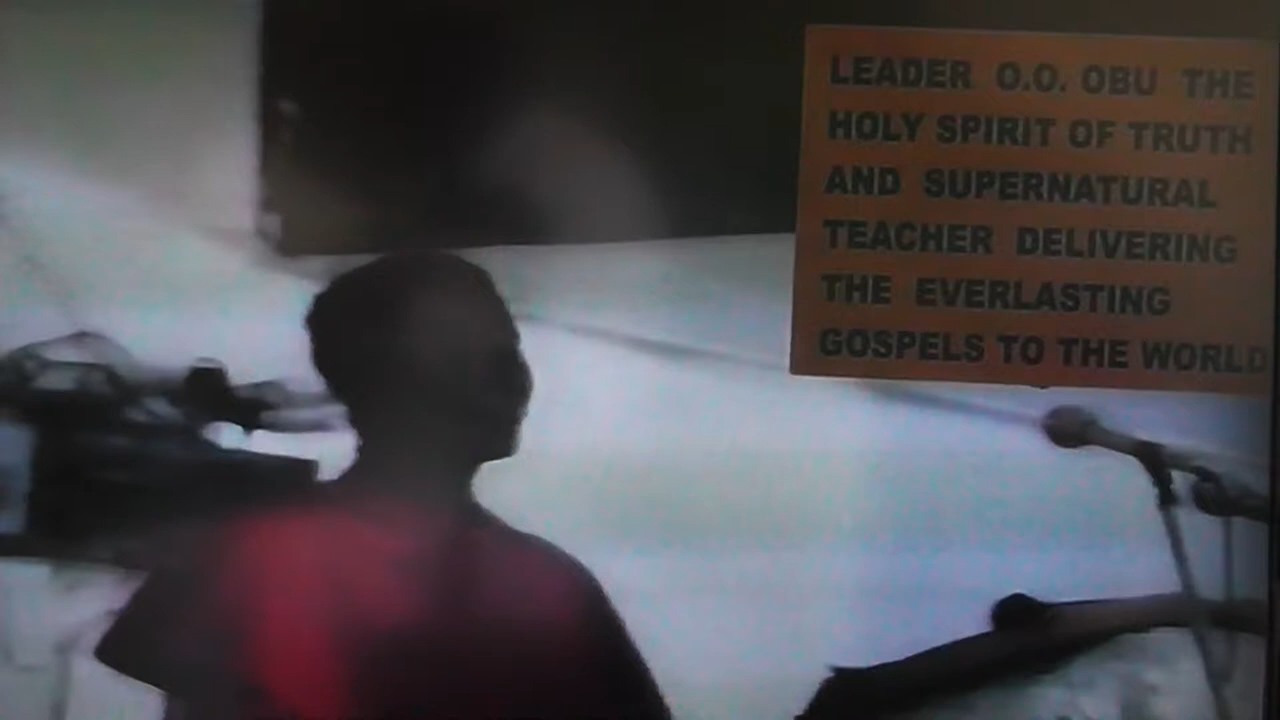 LEADER O.O. OBU THE
HOLY SPIRIT OF TRUTH
AND SUPERNATURAL
TEACHER DELIVERING
THE EVERLASTING
GOSPELS TO THE WORLD